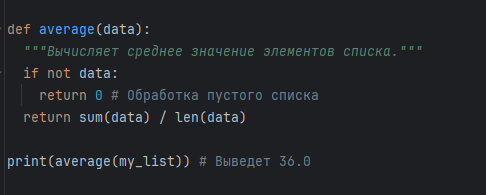 def average(data):
  """Вычисляет среднее значение элементов списка."""
  if not data:
    return 0 # Обработка пустого списка
  return sum(data) / len(data)
print(average(my_list)) # Выведет 36.0